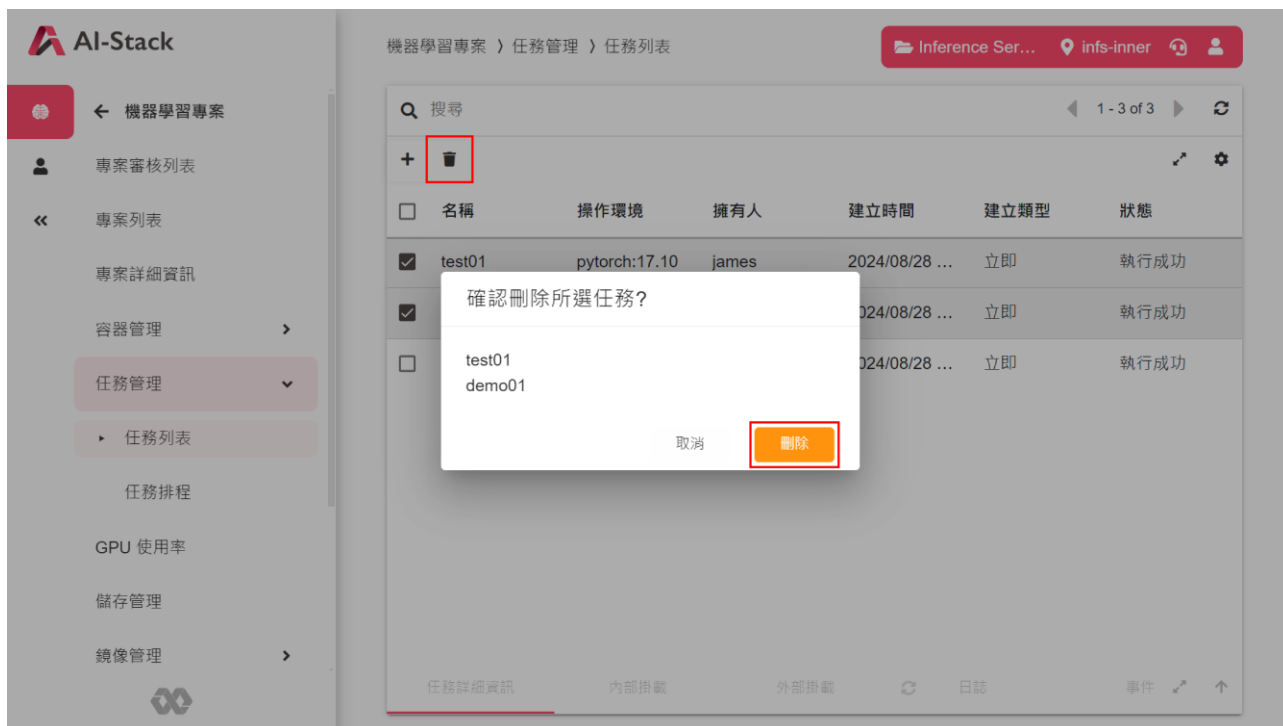 AI-Stack
機器學習專案 〉任務管理 〉任務列表
Inference Ser...
infs-inner
機器學習專案
專案審核列表
專案列表
專案詳細資訊
容器管理
任務管理
任務列表
任務排程
GPU 使用率
儲存管理
鏡像管理
搜尋
1 - 3 of 3
名稱 操作環境 擁有人 建立時間 建立類型 狀態
test01 pytorch:17.10 james 2024/08/28 ... 立即 執行成功
024/08/28 ... 立即 執行成功
024/08/28 ... 立即 執行成功
確認刪除所選任務?
test01
demo01
取消 刪除
任務詳細資訊 內部掛載 外部掛載 日誌 事件